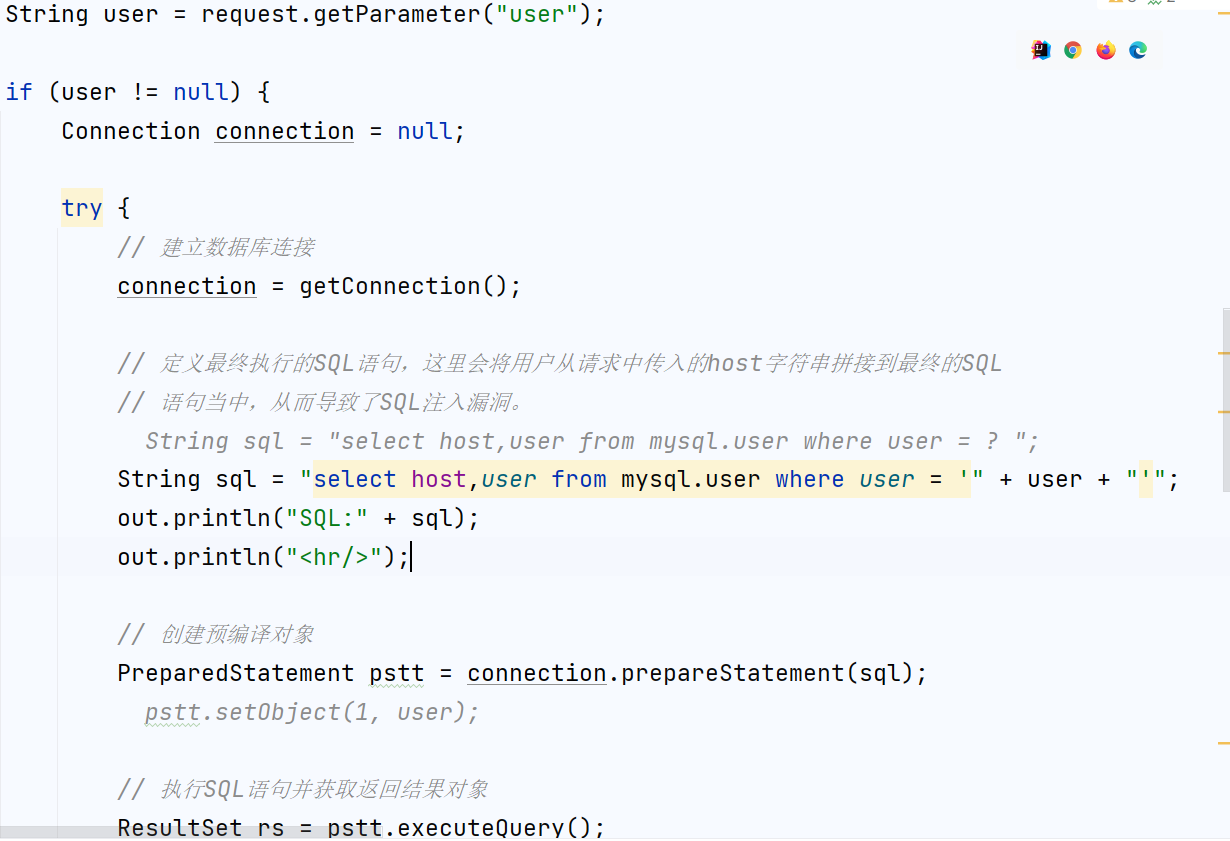 String user = request.getParameter("user");
if (user != null) {
Connection connection = null;
try {
// 建立数据库连接
connection = getConnection();
// 定义最终执行的SQL语句，这里会将用户从请求中传入的host字符串拼接到最终的SQL
// 语句当中，从而导致了SQL注入漏洞。
String sql = "select host,user from mysql.user where user = ? ";
String sql = "select host,user from mysql.user where user = '" + user + "'";
out.println("SQL:" + sql);
out.println("<hr/>");
// 创建预编译对象
PreparedStatement pstt = connection.prepareStatement(sql);
pstt.setObject(1, user);
// 执行SQL语句并获取返回结果对象
ResultSet rs = pstt.executeQuery();